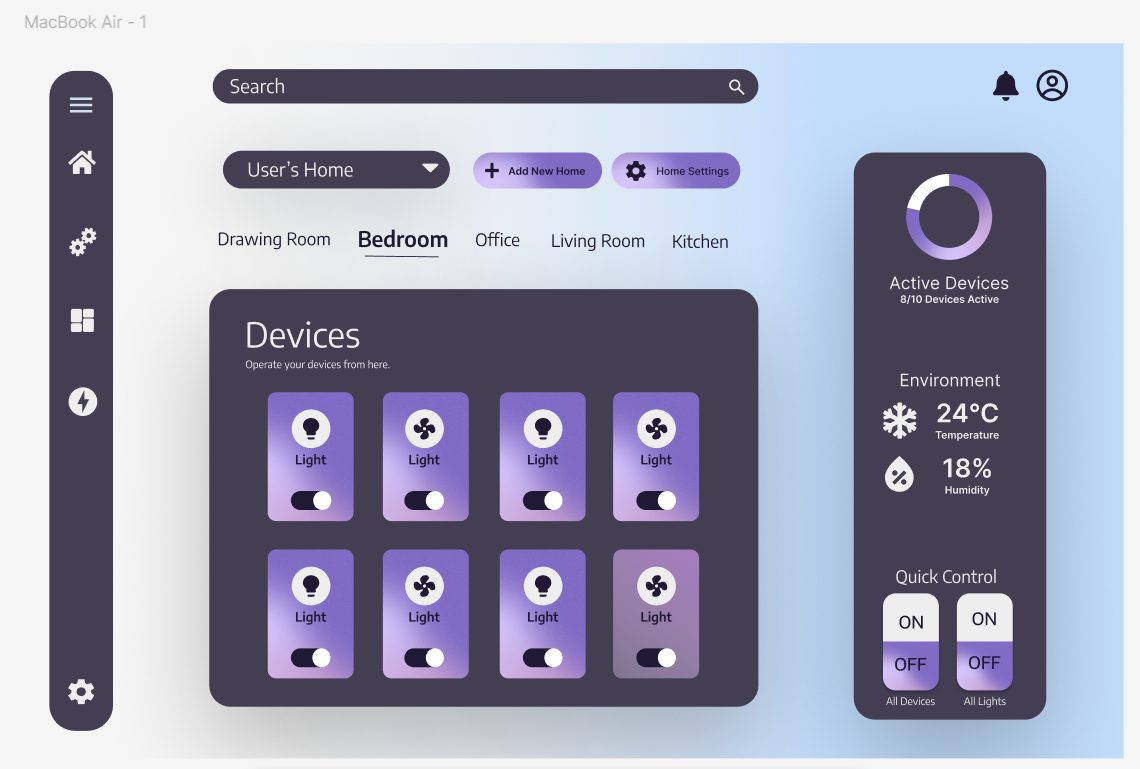 MacBook Air - 1
Search
User’s Home
Add New Home
Home Settings
Drawing Room
Bedroom
Office
Living Room
Kitchen
Devices
Operate your devices from here.
Light
Light
Light
Light
Light
Light
Light
Light
Active Devices
8/10 Devices Active
Environment
24°C
Temperature
18%
Humidity
Quick Control
ON
OFF
All Devices
ON
OFF
All Lights